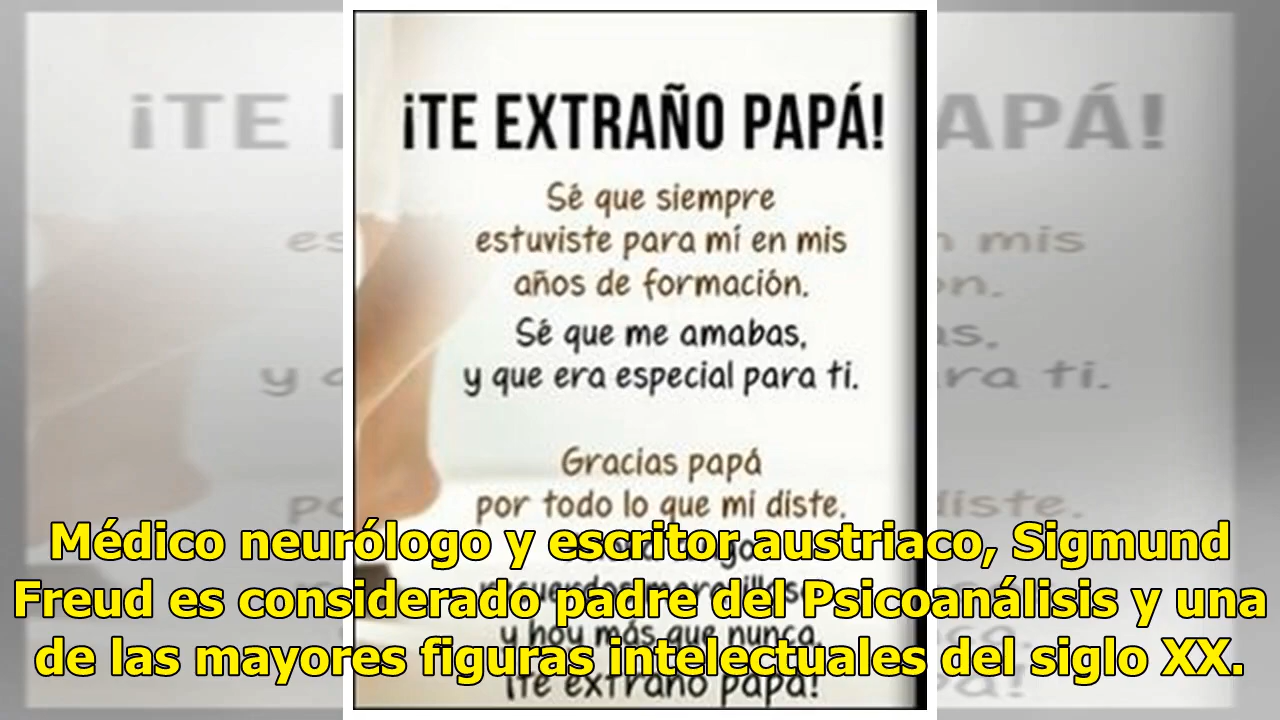 ¡TE EXTRAÑO PAPÁ!
Sé que siempre
estuviste para mí en mis
años de formación.
Sé que me amabas,
y que era especial para ti.
Gracias papá
por todo lo que mi diste.
y hoy más que nunca,
¡te extraño papá!
Médico neurólogo y escritor austriaco, Sigmund
Freud es considerado padre del Psicoanálisis y una
de las mayores figuras intelectuales del siglo XX.